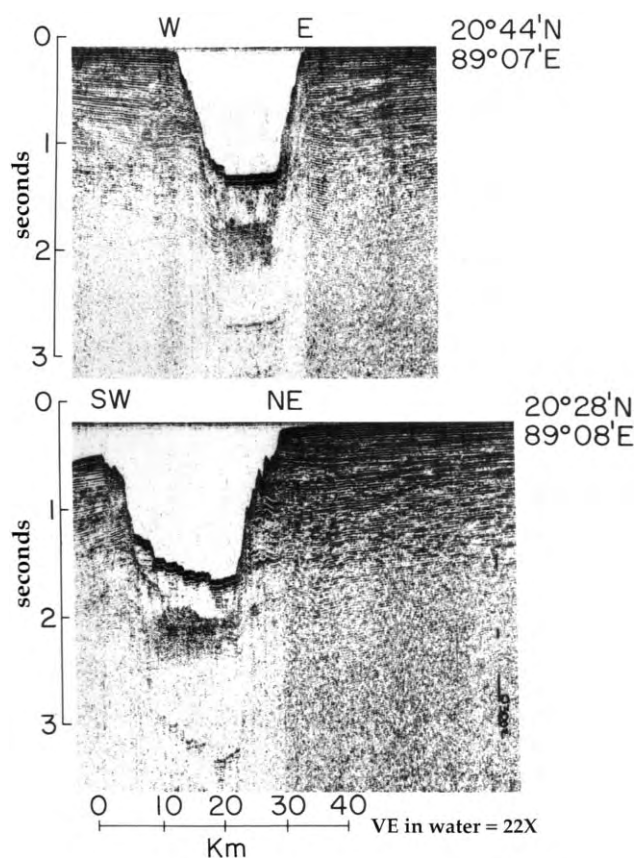 W E 20°44'N
0 89°07'E
1
seconds
2
3
SW NE 20°28'N
0 89°08'E
1
seconds
2
3
0 10 20 30 40 VE in water = 22X
Km